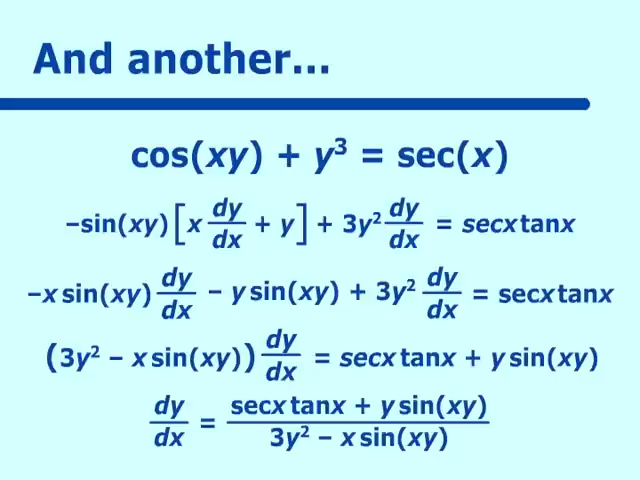 And another...
cos(xy) + y³ = sec(x)
–sin(xy)[x dy/dx + y] + 3y² dy/dx = secx tanx
–x sin(xy) dy/dx – y sin(xy) + 3y² dy/dx = secx tanx
(3y² – x sin(xy)) dy/dx = secx tanx + y sin(xy)
dy/dx = secx tanx + y sin(xy) / 3y² – x sin(xy)